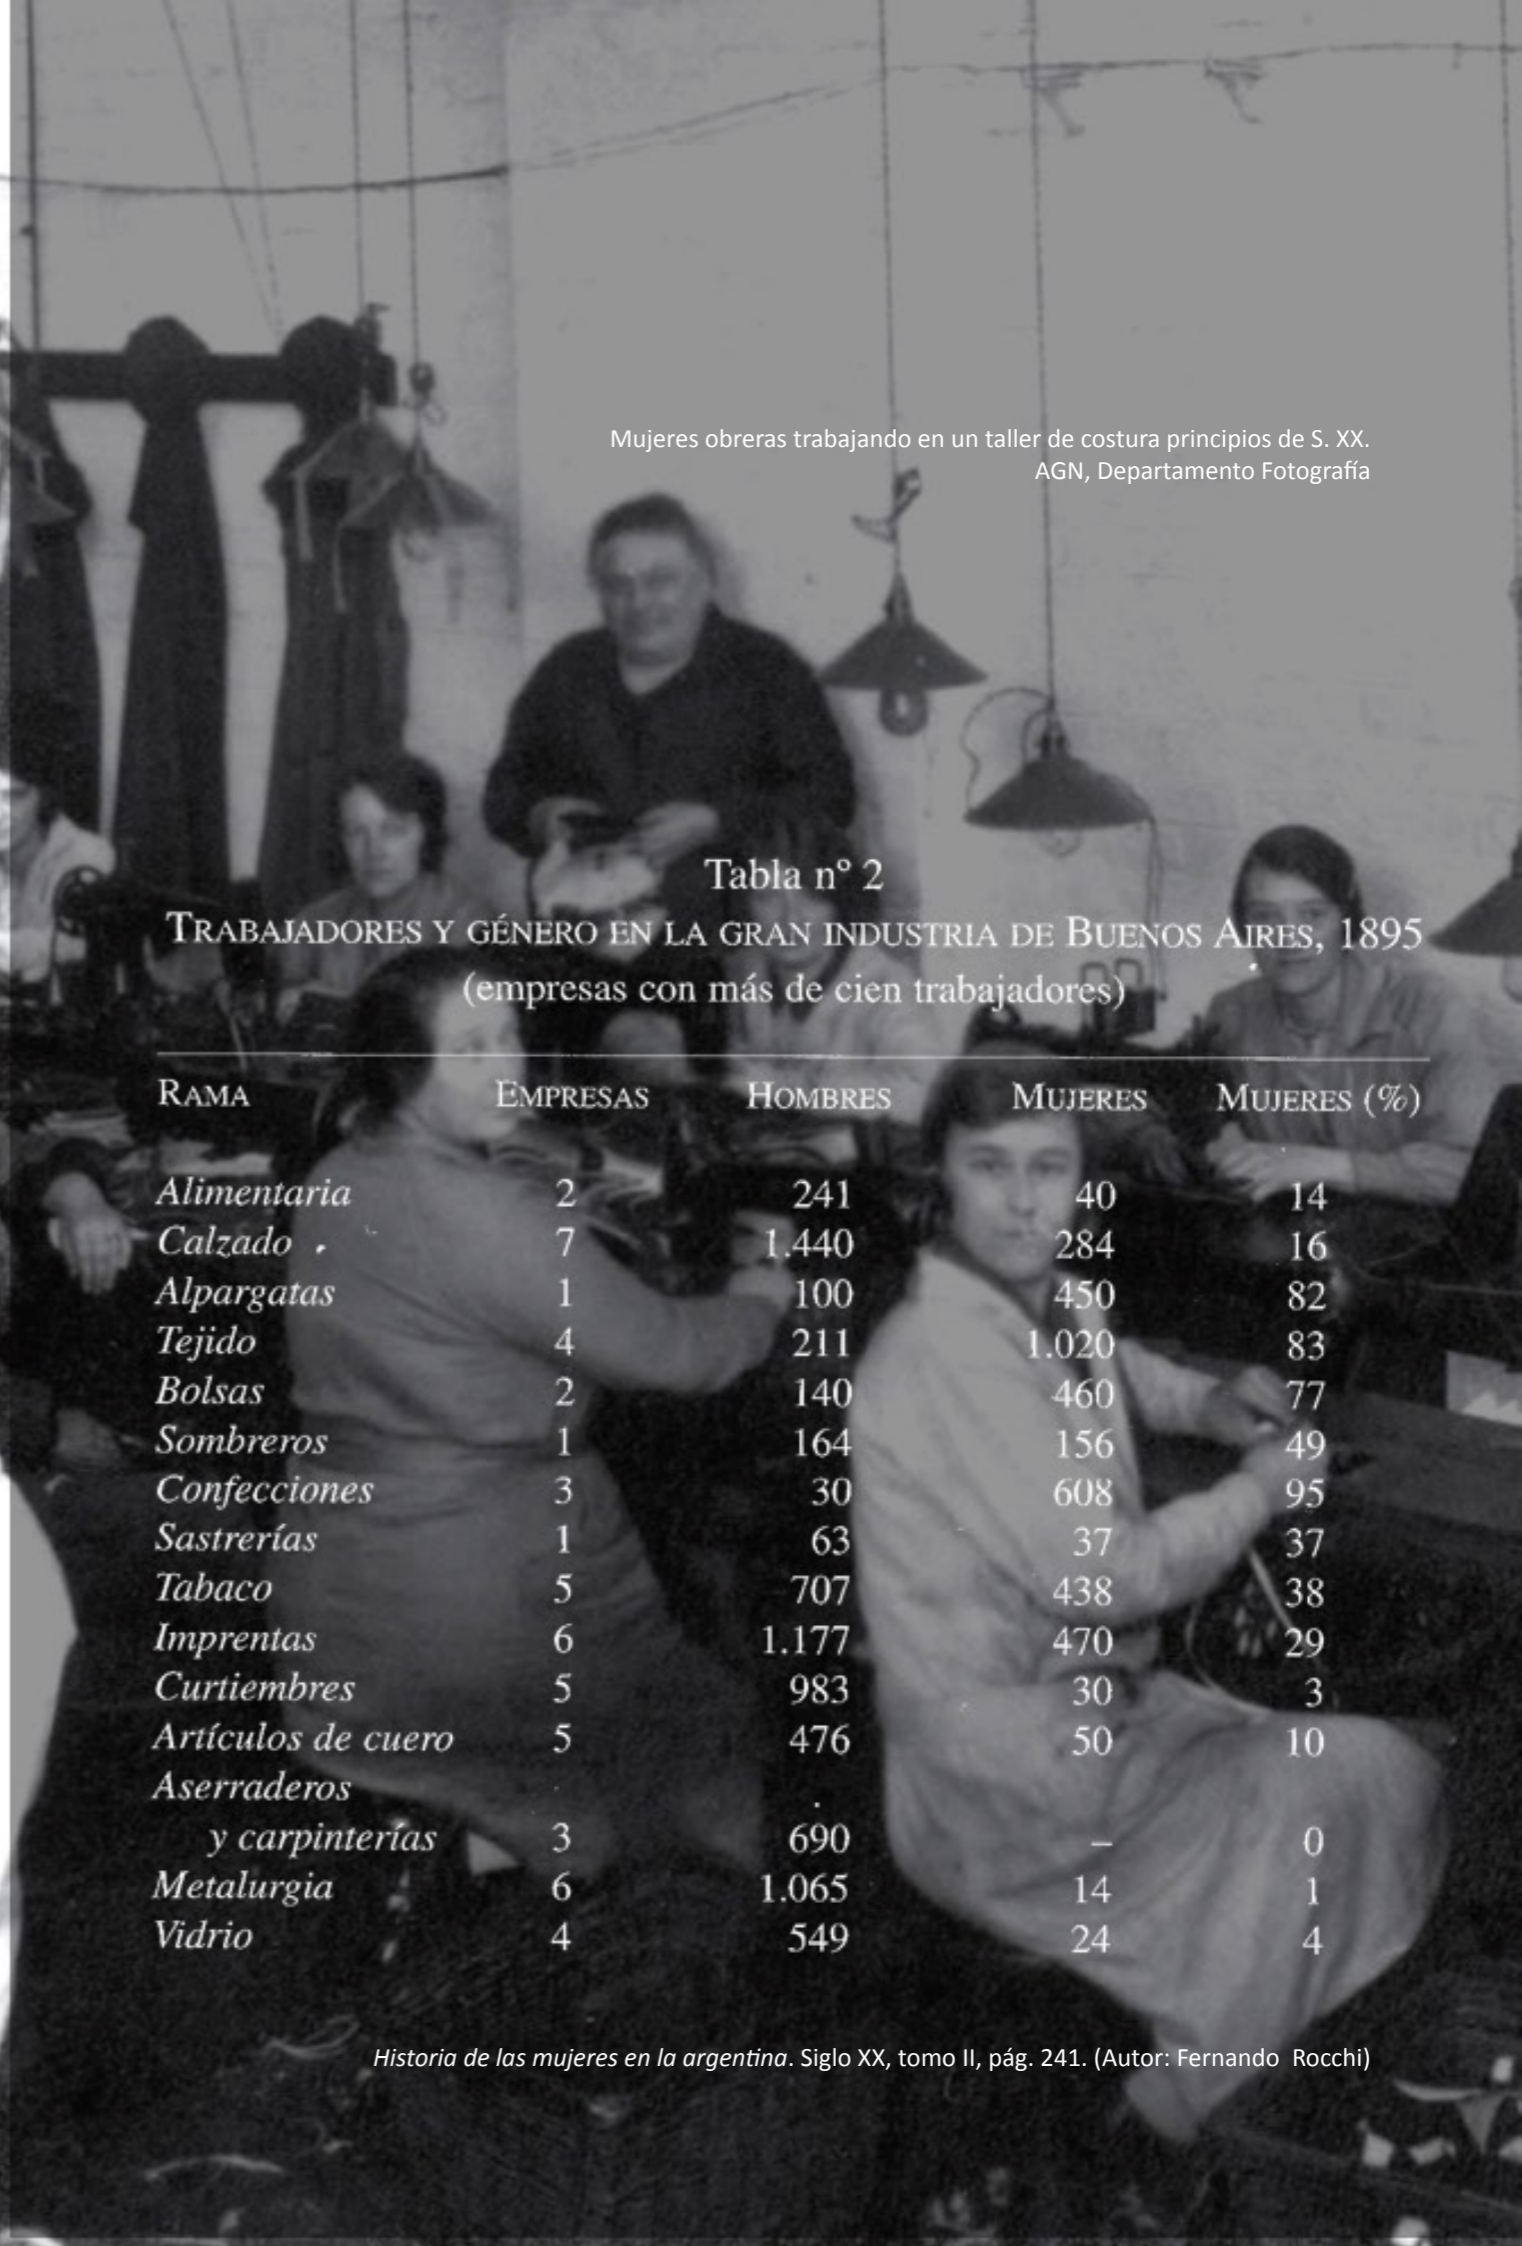 Mujeres obreras trabajando en un taller de costura principios de S. XX.
AGN, Departamento Fotografía
Tabla nº 2
TRABAJADORES Y GÉNERO EN LA GRAN INDUSTRIA DE BUENOS AIRES, 1895
(empresas con más de cien trabajadores)
RAMA EMPRESAS HOMBRES MUJERES MUJERES (%)
Alimentaria 2 241 40 14
Calzado 7 1.440 284 16
Alpargatas 1 100 450 82
Tejido 4 211 1.020 83
Bolsas 2 140 460 77
Sombreros 1 164 156 49
Confecciones 3 30 608 95
Sastrerías 1 63 37 37
Tabaco 5 707 438 38
Imprentas 6 1.177 470 29
Curtiembres 5 983 30 3
Artículos de cuero 5 476 50 10
Aserraderos
y carpinterías 3 690 – 0
Metalurgia 6 1.065 14 1
Vidrio 4 549 24 4
Historia de las mujeres en la argentina. Siglo XX, tomo II, pág. 241. (Autor: Fernando Rocchi)